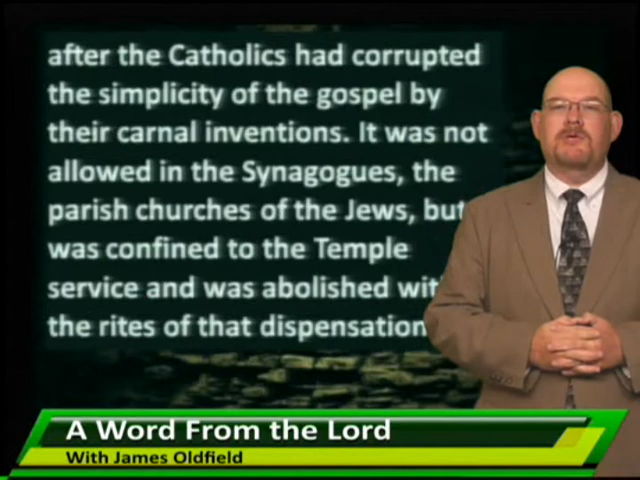 after the Catholics had corrupted
the simplicity of the gospel by
their carnal inventions. It was not
allowed in the Synagogues, the
parish churches of the Jews, but
was confined to the Temple
service and was abolished with
the rites of that dispensation
A Word From the Lord
With James Oldfield